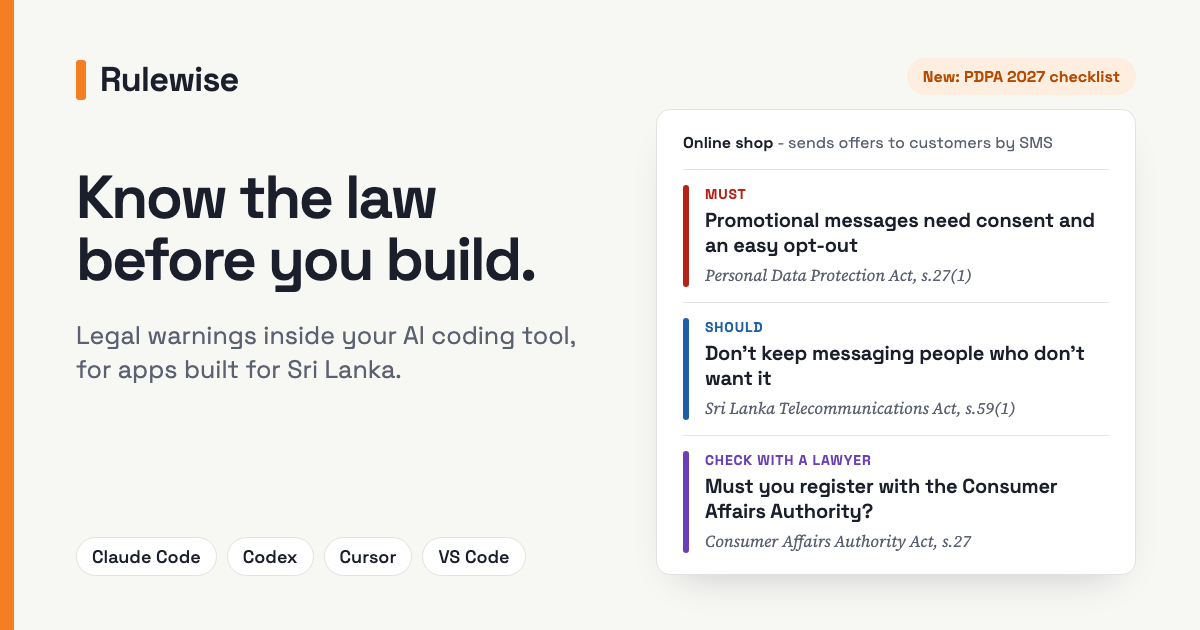 Rulewise
Know the law
before you build.
Legal warnings inside your AI coding tool,
for apps built for Sri Lanka.
Claude Code
Codex
Cursor
VS Code
New: PDPA 2027 checklist
Online shop - sends offers to customers by SMS
MUST
Promotional messages need consent and
an easy opt-out
Personal Data Protection Act, s.27(1)
SHOULD
Don’t keep messaging people who don’t
want it
Sri Lanka Telecommunications Act, s.59(1)
CHECK WITH A LAWYER
Must you register with the Consumer
Affairs Authority?
Consumer Affairs Authority Act, s.27